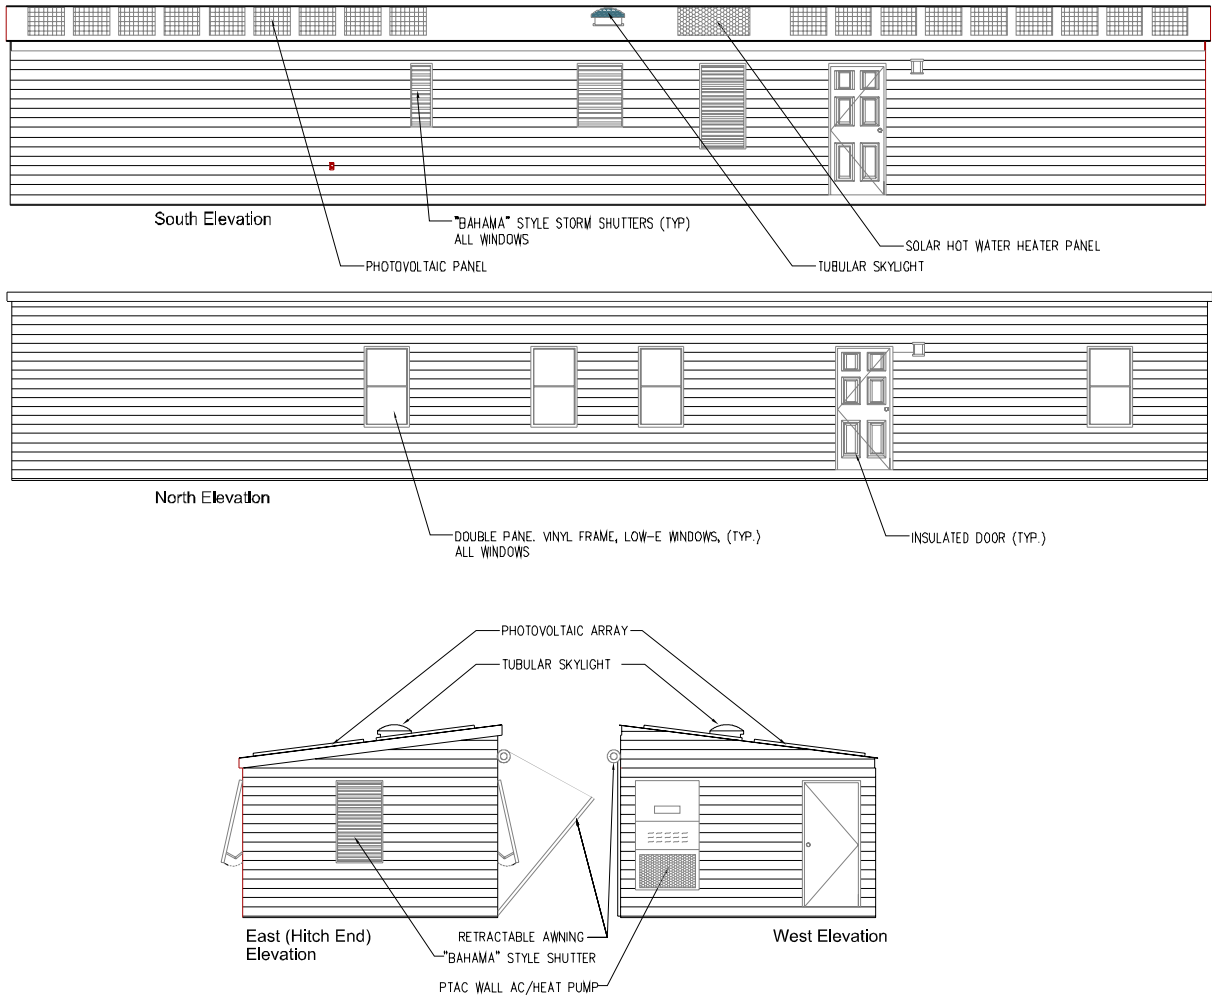 South Elevation
"BAHAMA" STYLE STORM SHUTTERS (TYP)
ALL WINDOWS
SOLAR HOT WATER HEATER PANEL
PHOTOVOLTAIC PANEL
TUBULAR SKYLIGHT
North Elevation
DOUBLE PANE. VINYL FRAME, LOW-E WINDOWS, (TYP.)
ALL WINDOWS
INSULATED DOOR (TYP.)
PHOTOVOLTAIC ARRAY
TUBULAR SKYLIGHT
East (Hitch End)
Elevation
RETRACTABLE AWNING
West Elevation
"BAHAMA" STYLE SHUTTER
PTAC WALL AC/HEAT PUMP